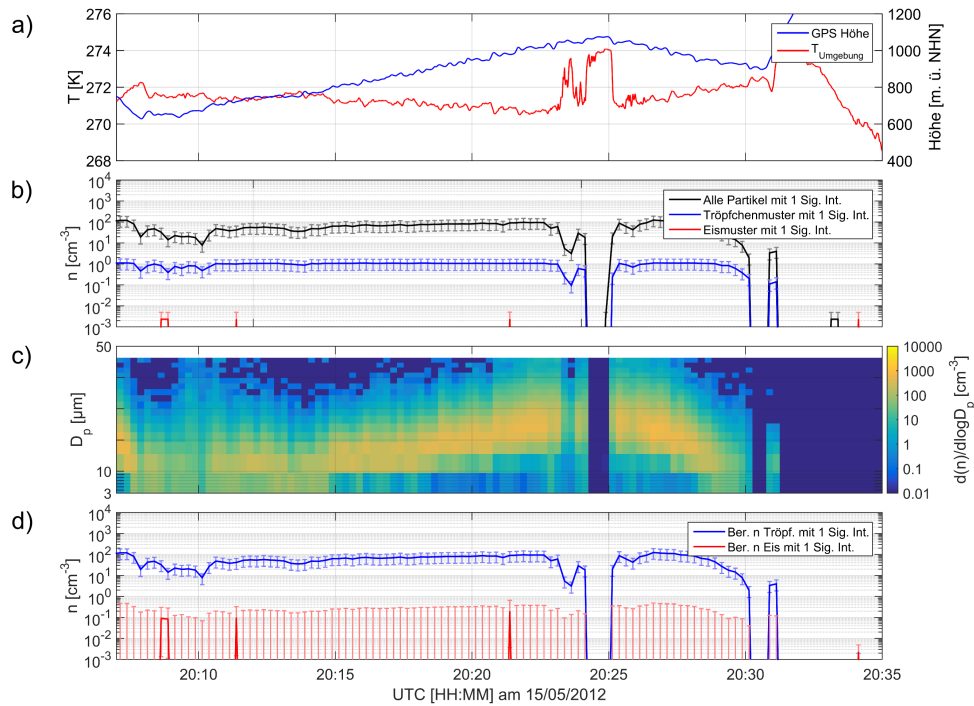 a)
276
274
272
270
268
T [K]
1200
1000
800
600
400
Höhe [m. ü. NHN]
GPS Höhe
T_Umgebung
b)
10^4
10^3
10^2
10^1
10^0
10^-1
10^-2
10^-3
n [cm^-3]
Alle Partikel mit 1 Sig. Int.
Tröpfchenmuster mit 1 Sig. Int.
Eismuster mit 1 Sig. Int.
c)
50
10
3
D_p [µm]
10000
1000
100
10
1
0.1
0.01
d(n)/dlogD_p [cm^-3]
d)
10^4
10^3
10^2
10^1
10^0
10^-1
10^-2
10^-3
n [cm^-3]
Ber. n Tröpf. mit 1 Sig. Int.
Ber. n Eis mit 1 Sig. Int.
20:10
20:15
20:20
20:25
20:30
20:35
UTC [HH:MM] am 15/05/2012